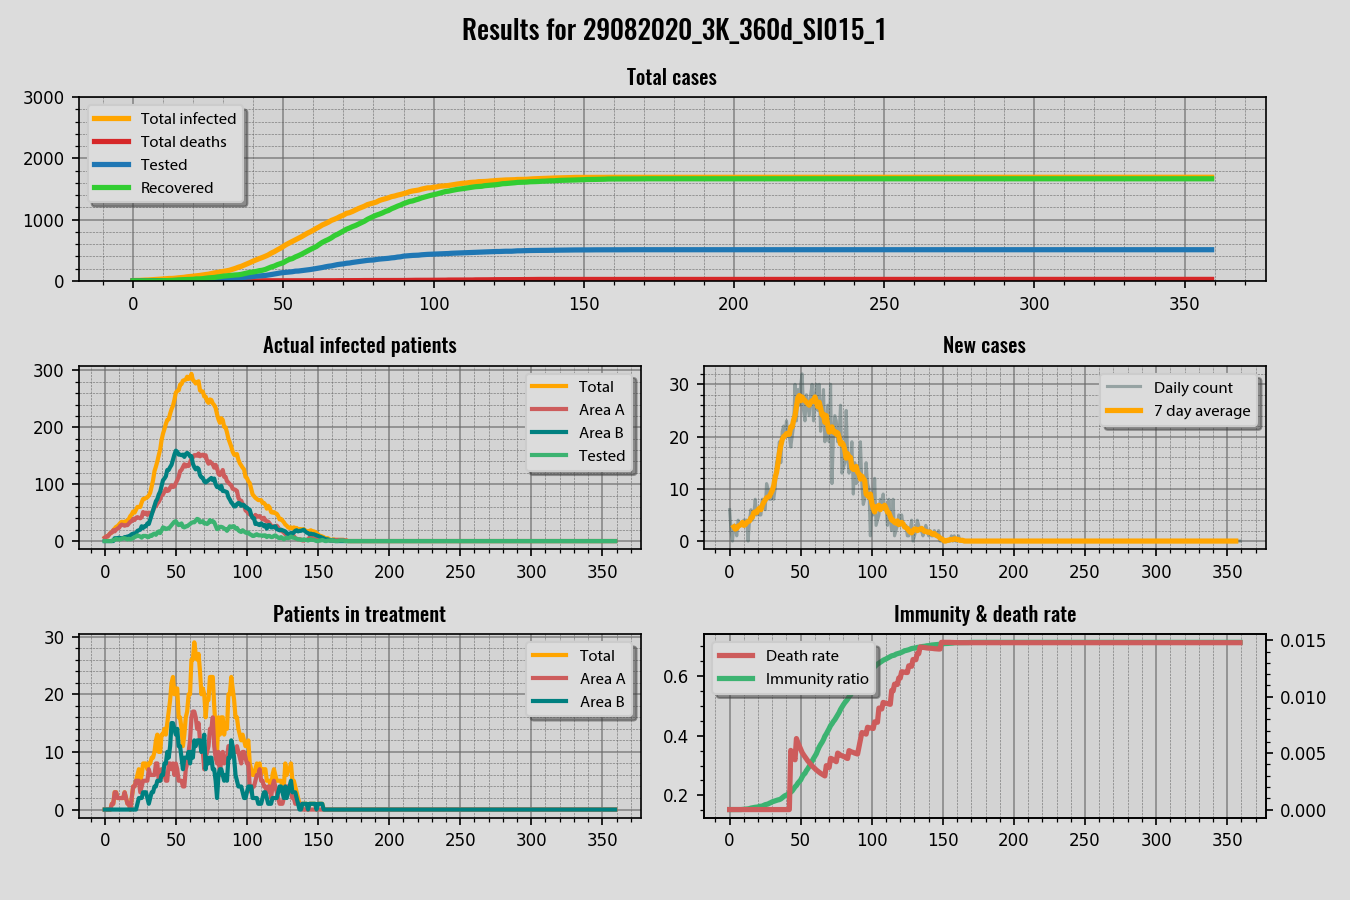 Results for 29082020_3K_360d_SI015_1
Total cases
3000
2000
1000
0
Total infected
Total deaths
Tested
Recovered
0 50 100 150 200 250 300 350
Actual infected patients
300
200
100
0
Total
Area A
Area B
Tested
0 50 100 150 200 250 300 350
New cases
30
20
10
0
Daily count
7 day average
0 50 100 150 200 250 300 350
Patients in treatment
30
20
10
0
Total
Area A
Area B
0 50 100 150 200 250 300 350
Immunity & death rate
0.6
0.4
0.2
Death rate
Immunity ratio
0.015
0.010
0.005
0.000
0 50 100 150 200 250 300 350